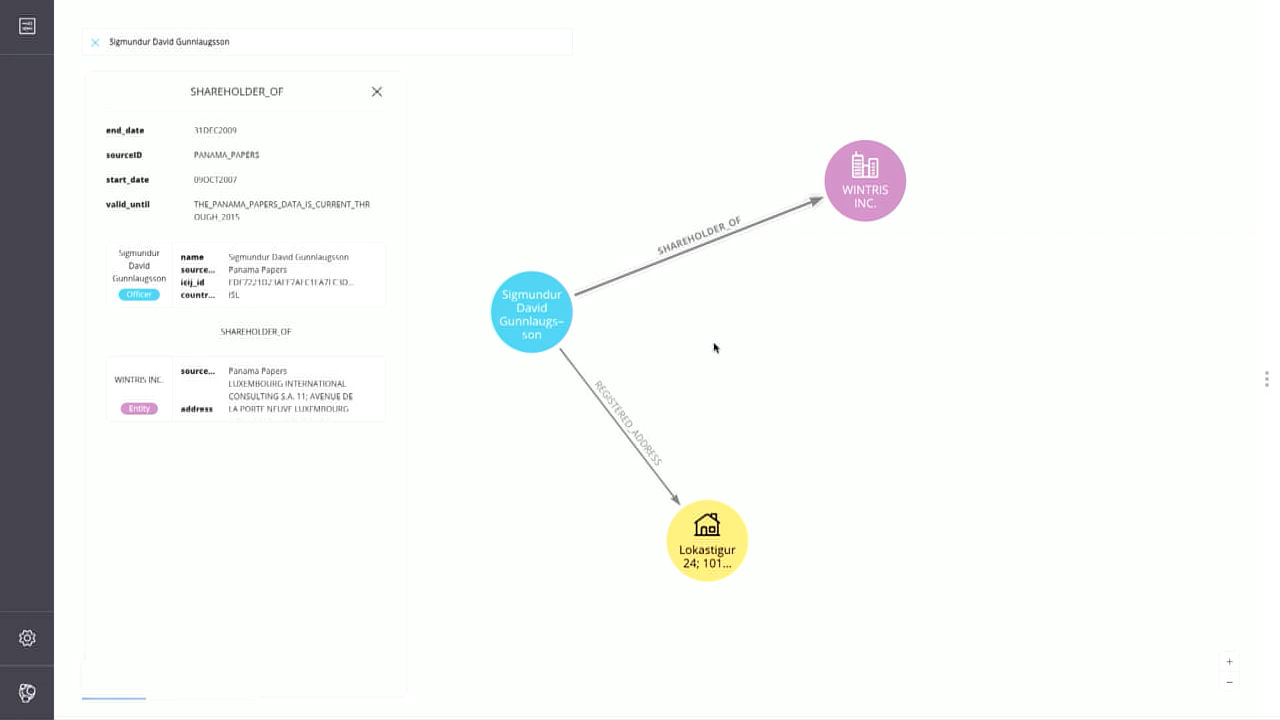 Sigmundur David Gunnlaugsson
SHAREHOLDER_OF
end_date 31DEC2009
sourceID PANAMA_PAPERS
start_date 09OCT2007
valid_until THE_PANAMA_PAPERS_DATA_IS_CURRENT_THR
OUGH_2015
Sigmundur
David
Gunnlaugsson
Officer
name Sigmundur David Gunnlaugsson
source... Panama Papers
icij_id
countr... ISL
SHAREHOLDER_OF
WINTRIS INC.
Entity
source... Panama Papers
LUXEMBOURG INTERNATIONAL
CONSULTING S.A. 11; AVENUE DE
address LA PORTE NEUVE LUXEMBOURG
WINTRIS
INC.
SHAREHOLDER_OF
Sigmundur
David
Gunnlaugs-
son
REGISTERED_ADDRESS
Lokastigur
24; 101...